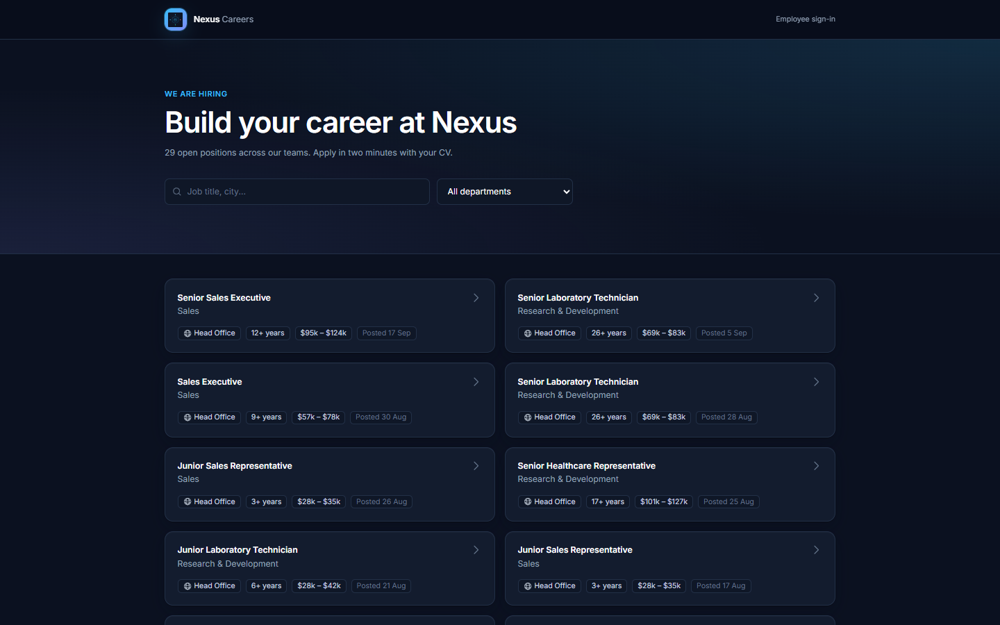 Nexus Careers
Employee sign-in
WE ARE HIRING
Build your career at Nexus
29 open positions across our teams. Apply in two minutes with your CV.
Job title, city...
All departments
Senior Sales Executive
Sales
Head Office 12+ years $95k – $124k Posted 17 Sep
Senior Laboratory Technician
Research & Development
Head Office 26+ years $69k – $83k Posted 5 Sep
Sales Executive
Sales
Head Office 9+ years $57k – $78k Posted 30 Aug
Senior Laboratory Technician
Research & Development
Head Office 26+ years $69k – $83k Posted 28 Aug
Junior Sales Representative
Sales
Head Office 3+ years $28k – $35k Posted 26 Aug
Senior Healthcare Representative
Research & Development
Head Office 17+ years $101k – $127k Posted 25 Aug
Junior Laboratory Technician
Research & Development
Head Office 6+ years $28k – $42k Posted 21 Aug
Junior Sales Representative
Sales
Head Office 3+ years $28k – $35k Posted 17 Aug